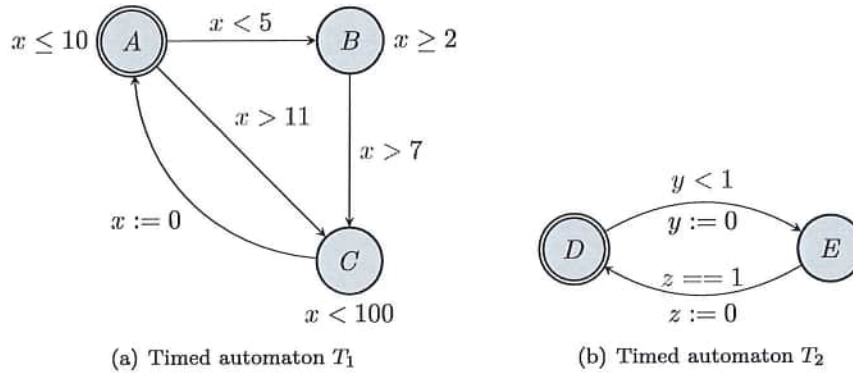 x ≤ 10 A x < 5 B x ≥ 2
x > 11
x > 7
x := 0
C
x < 100
(a) Timed automaton T₁
y < 1
y := 0
D E
z == 1
z := 0
(b) Timed automaton T₂